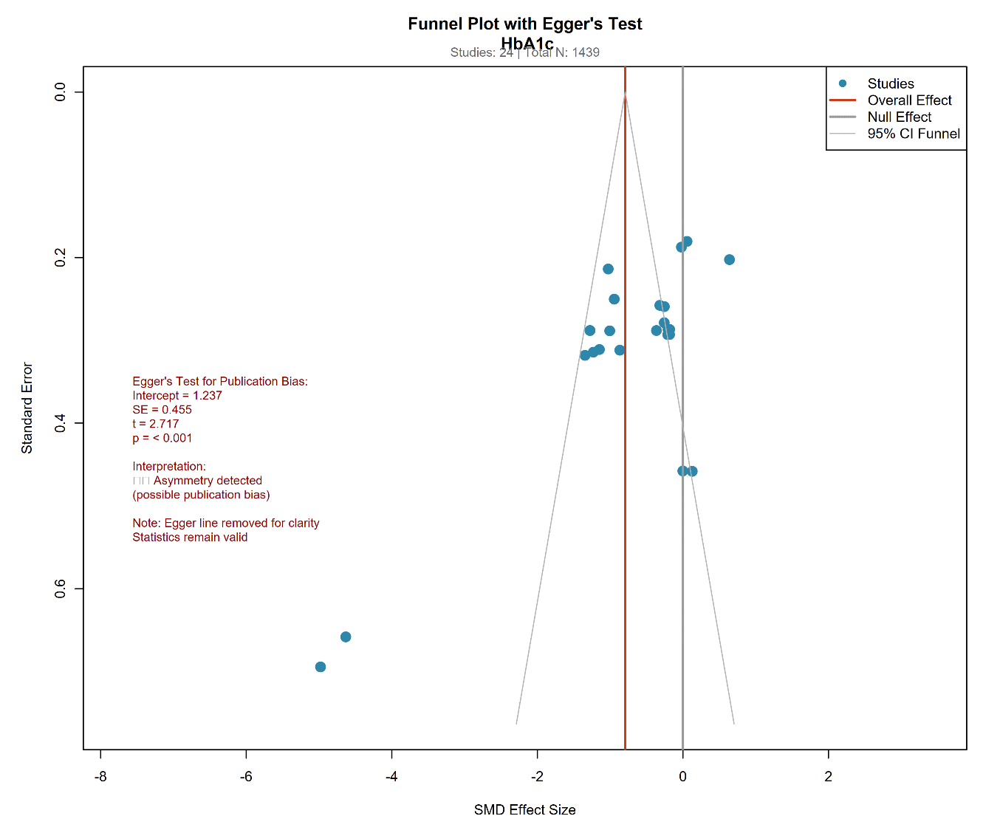 Funnel Plot with Egger's Test
HbA1c
Studies: 24 | Total N: 1439
Studies
Overall Effect
Null Effect
95% CI Funnel
0.0
0.2
0.4
0.6
Standard Error
Egger's Test for Publication Bias:
Intercept = 1.237
SE = 0.455
t = 2.717
p = < 0.001
Interpretation:
□□ Asymmetry detected
(possible publication bias)
Note: Egger line removed for clarity
Statistics remain valid
-8
-6
-4
-2
0
2
SMD Effect Size